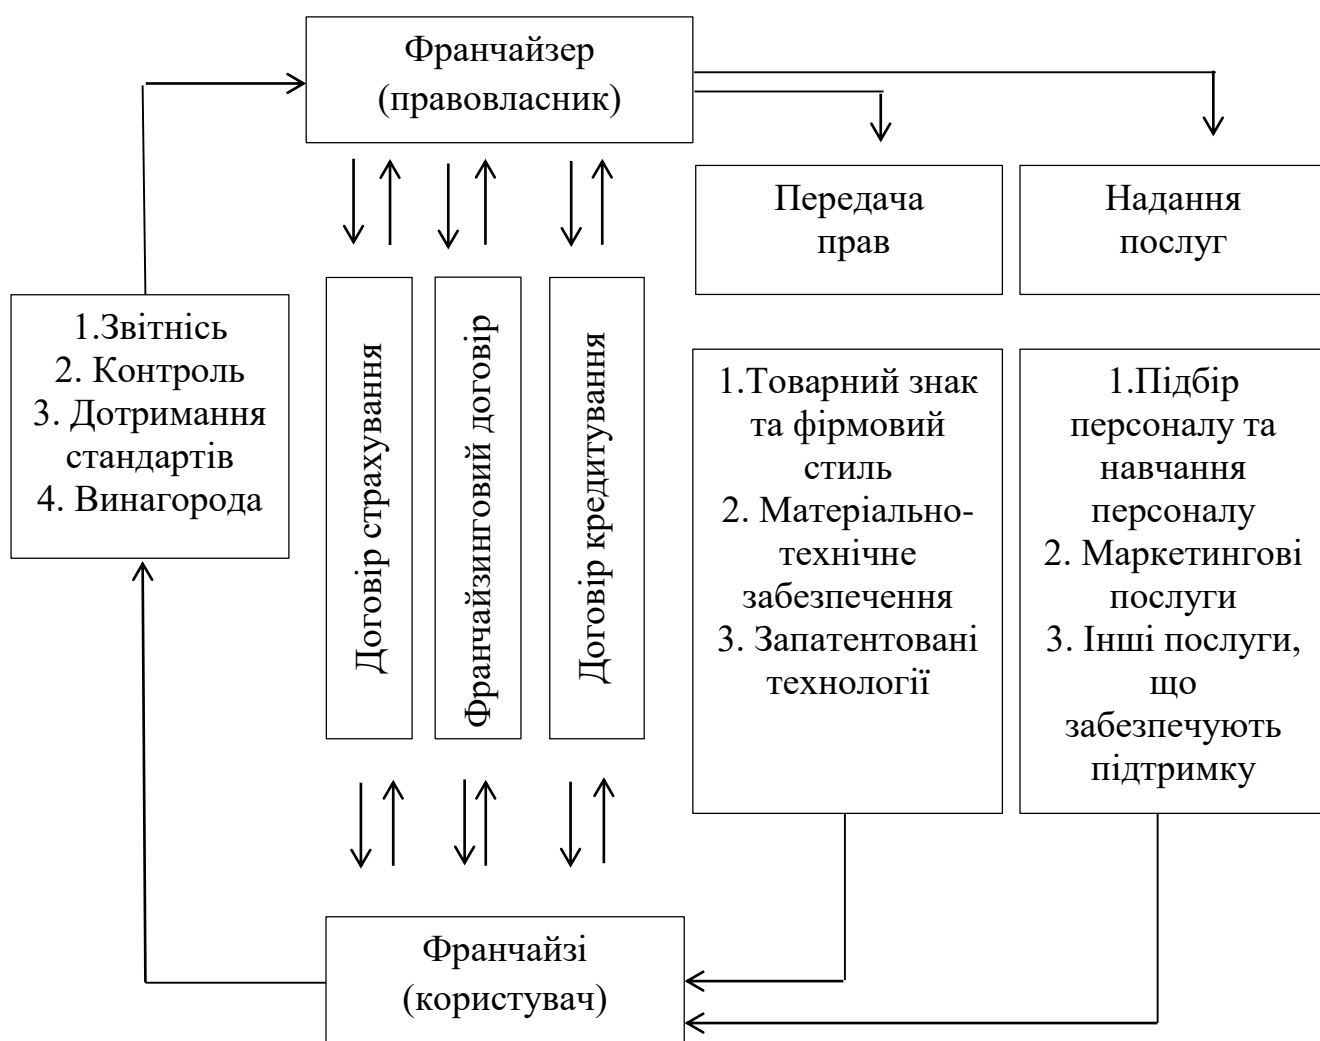 Франчайзер
(правовласник)
Передача
прав
Надання
послуг
1.Звітнісь
2. Контроль
3. Дотримання
стандартів
4. Винагорода
Договір страхування
Франчайзинговий договір
Договір кредитування
1.Товарний знак
та фірмовий
стиль
2. Матеріально-
технічне
забезпечення
3. Запатентовані
технології
1.Підбір
персоналу та
навчання
персоналу
2. Маркетингові
послуги
3. Інші послуги,
що
забезпечують
підтримку
Франчайзі
(користувач)